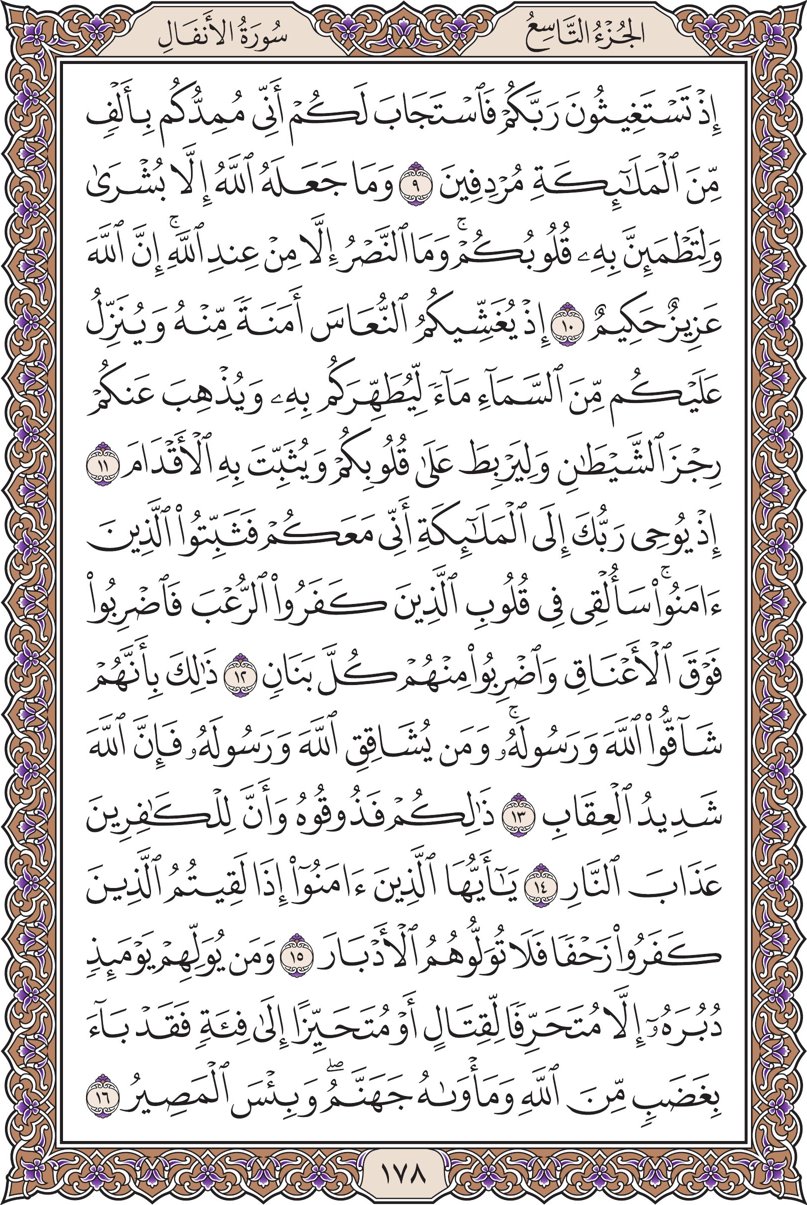 الجُزْءُ التَّاسِعُ
سُورَةُ الأَنفَالِ
إِذْ تَسْتَغِيثُونَ رَبَّكُمْ فَٱسْتَجَابَ لَكُمْ أَنِّي مُمِدُّكُم بِأَلْفٍ
مِّنَ ٱلْمَلَٰٓئِكَةِ مُرْدِفِينَ ٩ وَمَا جَعَلَهُ ٱللَّهُ إِلَّا بُشْرَىٰ
وَلِتَطْمَئِنَّ بِهِۦ قُلُوبُكُمْۚ وَمَا ٱلنَّصْرُ إِلَّا مِنْ عِندِ ٱللَّهِۚ إِنَّ ٱللَّهَ
عَزِيزٌ حَكِيمٌ ١٠ إِذْ يُغَشِّيكُمُ ٱلنُّعَاسَ أَمَنَةً مِّنْهُ وَيُنَزِّلُ
عَلَيْكُم مِّنَ ٱلسَّمَآءِ مَآءً لِّيُطَهِّرَكُم بِهِۦ وَيُذْهِبَ عَنكُمْ
رِجْزَ ٱلشَّيْطَٰنِ وَلِيَرْبِطَ عَلَىٰ قُلُوبِكُمْ وَيُثَبِّتَ بِهِ ٱلْأَقْدَامَ ١١
إِذْ يُوحِى رَبُّكَ إِلَى ٱلْمَلَٰٓئِكَةِ أَنِّى مَعَكُمْ فَثَبِّتُوا۟ ٱلَّذِينَ
ءَامَنُوا۟ۚ سَأُلْقِى فِى قُلُوبِ ٱلَّذِينَ كَفَرُوا۟ ٱلرُّعْبَ فَٱضْرِبُوا۟
فَوْقَ ٱلْأَعْنَاقِ وَٱضْرِبُوا۟ مِنْهُمْ كُلَّ بَنَانٍ ١٢ ذَٰلِكَ بِأَنَّهُمْ
شَآقُّوا۟ ٱللَّهَ وَرَسُولَهُۥۚ وَمَن يُشَاقِقِ ٱللَّهَ وَرَسُولَهُۥ فَإِنَّ ٱللَّهَ
شَدِيدُ ٱلْعِقَابِ ١٣ ذَٰلِكُمْ فَذُوقُوهُ وَأَنَّ لِلْكَٰفِرِينَ
عَذَابَ ٱلنَّارِ ١٤ يَٰٓأَيُّهَا ٱلَّذِينَ ءَامَنُوٓا۟ إِذَا لَقِيتُمُ ٱلَّذِينَ
كَفَرُوا۟ زَحْفًا فَلَا تُوَلُّوهُمُ ٱلْأَدْبَارَ ١٥ وَمَن يُوَلِّهِمْ يَوْمَئِذٍ
دُبُرَهُۥٓ إِلَّا مُتَحَرِّفًا لِّقِتَالٍ أَوْ مُتَحَيِّزًا إِلَىٰ فِئَةٍ فَقَدْ بَآءَ
بِغَضَبٍ مِّنَ ٱللَّهِ وَمَأْوَىٰهُ جَهَنَّمُۖ وَبِئْسَ ٱلْمَصِيرُ ١٦
١٧٨